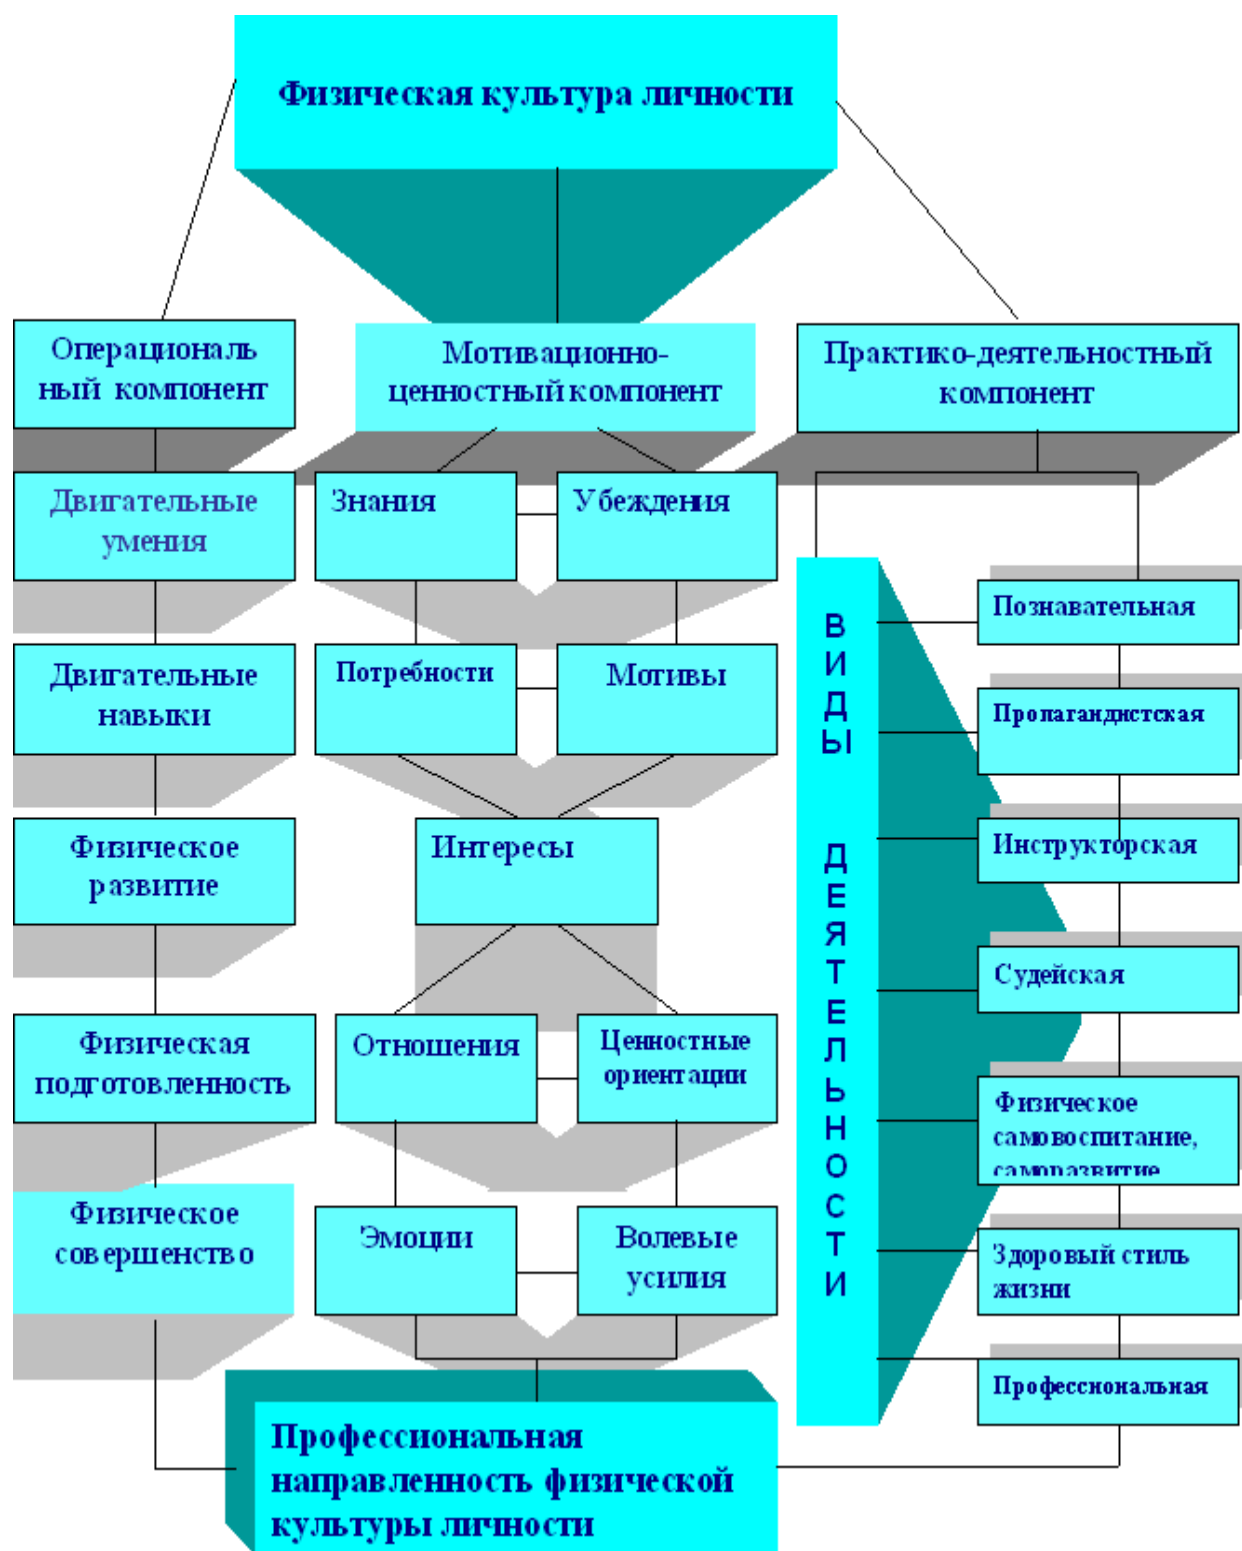 Физическая культура личности
Операциональ
ный компонент
Мотивационно-
ценностный компонент
Практико-деятельностный
компонент
Двигательные
умения
Знания
Убеждения
Двигательные
навыки
Потребности
Мотивы
Физическое
развитие
Интересы
Физическая
подготовленность
Отношения
Ценностные
ориентации
Физическое
совершенство
Эмоции
Волевые
усилия
ВИДЫ ДЕЯТЕЛЬНОСТИ
Познавательная
Пропагандистская
Инструкторская
Судейская
Физическое
самовоспитание,
саморазвитие
Здоровый стиль
жизни
Профессиональная
Профессиональная
направленность физической
культуры личности